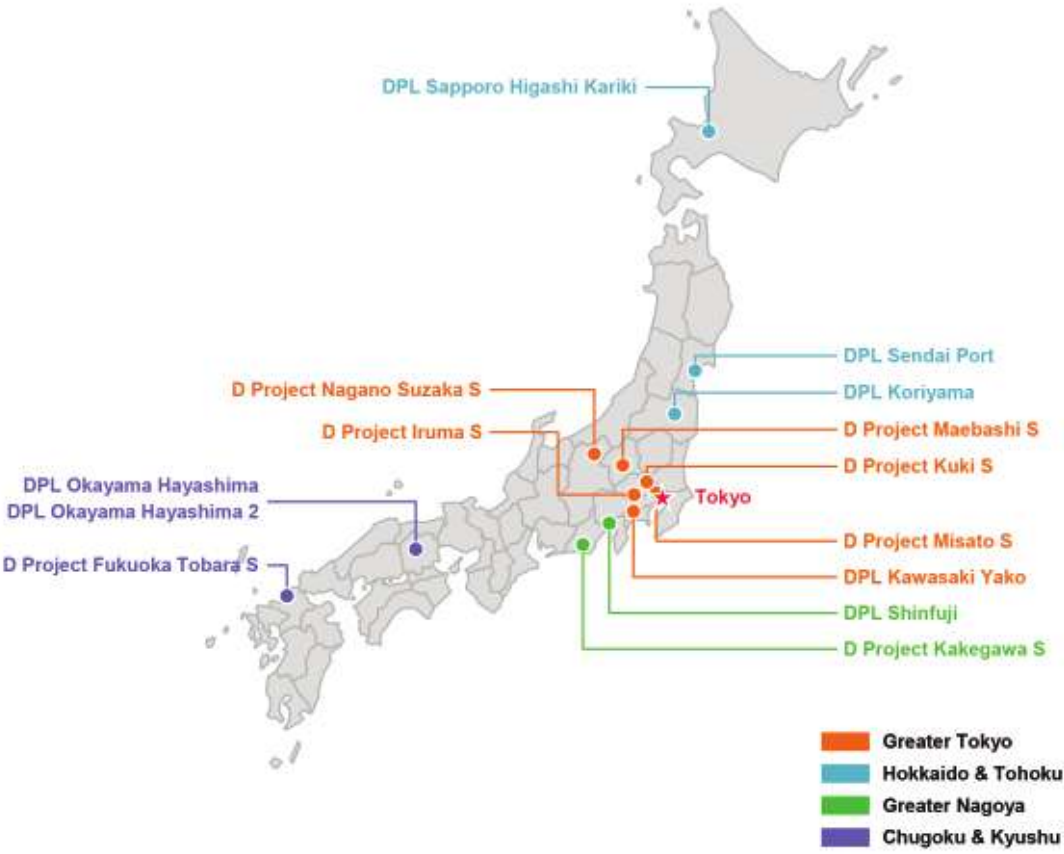 DPL Sapporo Higashi Kariki
DPL Sendai Port
D Project Nagano Suzaka S
DPL Koriyama
D Project Iruma S
D Project Maebashi S
D Project Kuki S
DPL Okayama Hayashima
DPL Okayama Hayashima 2
Tokyo
D Project Misato S
D Project Fukuoka Tobara S
DPL Kawasaki Yako
DPL Shinfuji
D Project Kakegawa S
Greater Tokyo
Hokkaido & Tohoku
Greater Nagoya
Chugoku & Kyushu